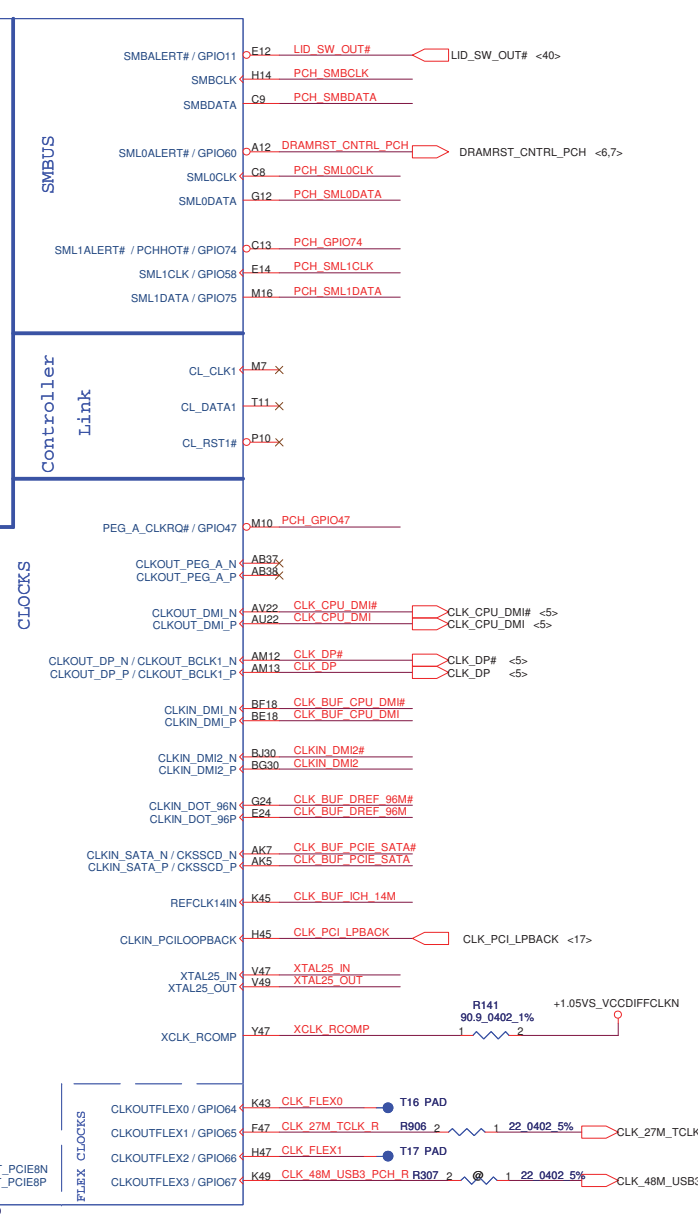 SMBUS
SMBALERT# / GPIO11 E12 LID_SW_OUT# LID_SW_OUT# <40>
SMBCLK H14 PCH_SMBCLK
SMBDATA C9 PCH_SMBDATA
SML0ALERT# / GPIO60 A12 DRAMRST_CNTRL_PCH DRAMRST_CNTRL_PCH <6,7>
SML0CLK C8 PCH_SML0CLK
SML0DATA G12 PCH_SML0DATA
SML1ALERT# / PCHHOT# / GPIO74 C13 PCH_GPIO74
SML1CLK / GPIO58 E14 PCH_SML1CLK
SML1DATA / GPIO75 M16 PCH_SML1DATA
Controller
Link
CL_CLK1 M7
CL_DATA1 T11
CL_RST1# P10
CLOCKS
PEG_A_CLKRQ# / GPIO47 M10 PCH_GPIO47
CLKOUT_PEG_A_N AB37
CLKOUT_PEG_A_P AB38
CLKOUT_DMI_N AV22 CLK_CPU_DMI# CLK_CPU_DMI# <5>
CLKOUT_DMI_P AU22 CLK_CPU_DMI CLK_CPU_DMI <5>
CLKOUT_DP_N / CLKOUT_BCLK1_N AM12 CLK_DP# CLK_DP# <5>
CLKOUT_DP_P / CLKOUT_BCLK1_P AM13 CLK_DP CLK_DP <5>
CLKIN_DMI_N BF18 CLK_BUF_CPU_DMI#
CLKIN_DMI_P BE18 CLK_BUF_CPU_DMI
CLKIN_DMI2_N BJ30 CLKIN_DMI2#
CLKIN_DMI2_P BG30 CLKIN_DMI2
CLKIN_DOT_96N G24 CLK_BUF_DREF_96M#
CLKIN_DOT_96P E24 CLK_BUF_DREF_96M
CLKIN_SATA_N / CKSSCD_N AK7 CLK_BUF_PCIE_SATA#
CLKIN_SATA_P / CKSSCD_P AK5 CLK_BUF_PCIE_SATA
REFCLK14IN K45 CLK_BUF_ICH_14M
CLKIN_PCILOOPBACK H45 CLK_PCI_LPBACK CLK_PCI_LPBACK <17>
XTAL25_IN V47 XTAL25_IN
XTAL25_OUT V49 XTAL25_OUT
R141 +1.05VS_VCCDIFFCLKN
90.9_0402_1%
XCLK_RCOMP Y47 XCLK_RCOMP 1 2
FLEX CLOCKS
CLKOUTFLEX0 / GPIO64 K43 CLK_FLEX0 T16 PAD
CLKOUTFLEX1 / GPIO65 F47 CLK_27M_TCLK_R R906 2 1 22_0402_5% CLK_27M_TCLK
CLKOUTFLEX2 / GPIO66 H47 CLK_FLEX1 T17 PAD
T_PCIE8N
CLKOUTFLEX3 / GPIO67 K49 CLK_48M_USB3_PCH_R R307 2 @ 1 22_0402_5% CLK_48M_USB3
T_PCIE8P